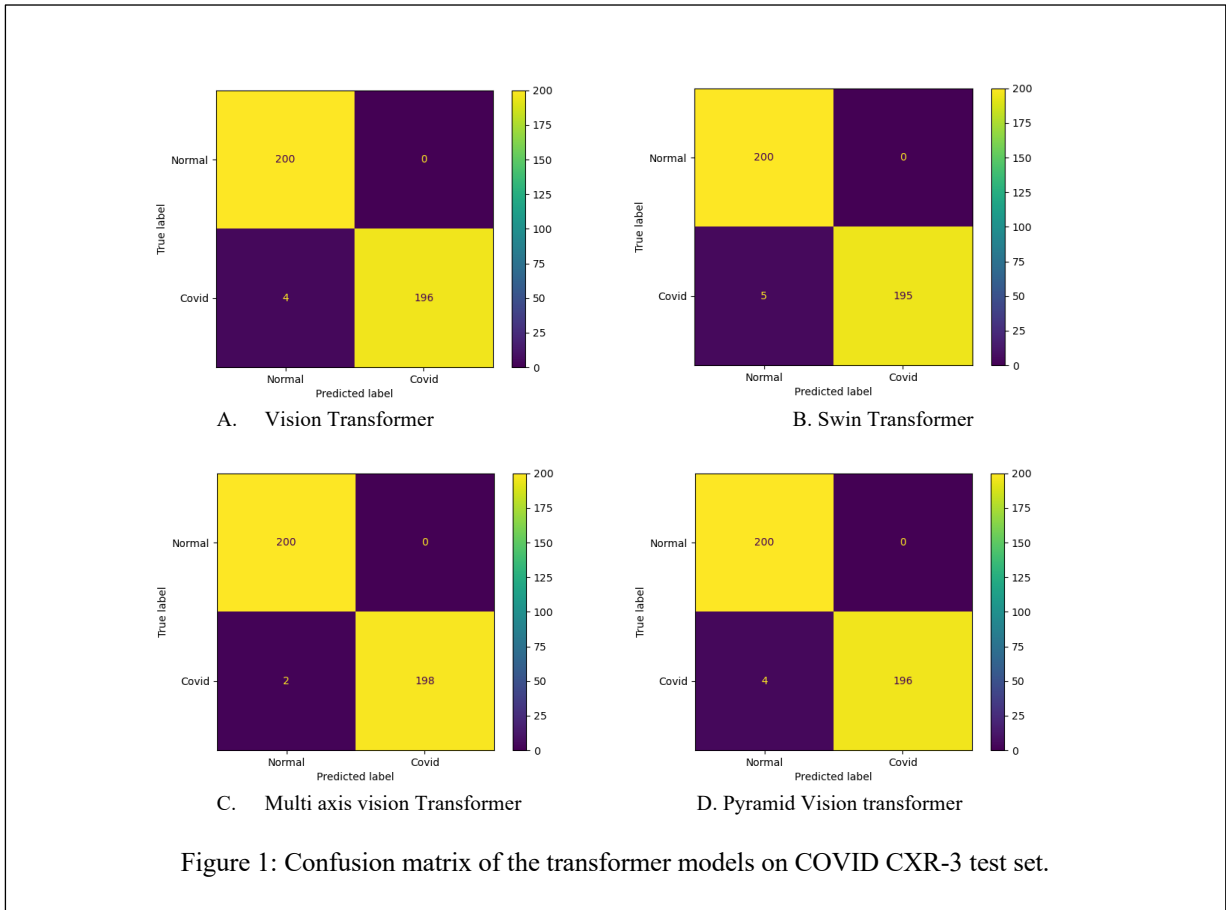 200
175
150
125
100
75
50
25
0
Normal
Covid
True label
200 0
4 196
Normal Covid
Predicted label
A. Vision Transformer
200
175
150
125
100
75
50
25
0
Normal
Covid
True label
200 0
5 195
Normal Covid
Predicted label
B. Swin Transformer
200
175
150
125
100
75
50
25
0
Normal
Covid
True label
200 0
2 198
Normal Covid
Predicted label
C. Multi axis vision Transformer
200
175
150
125
100
75
50
25
0
Normal
Covid
True label
200 0
4 196
Normal Covid
Predicted label
D. Pyramid Vision transformer
Figure 1: Confusion matrix of the transformer models on COVID CXR-3 test set.